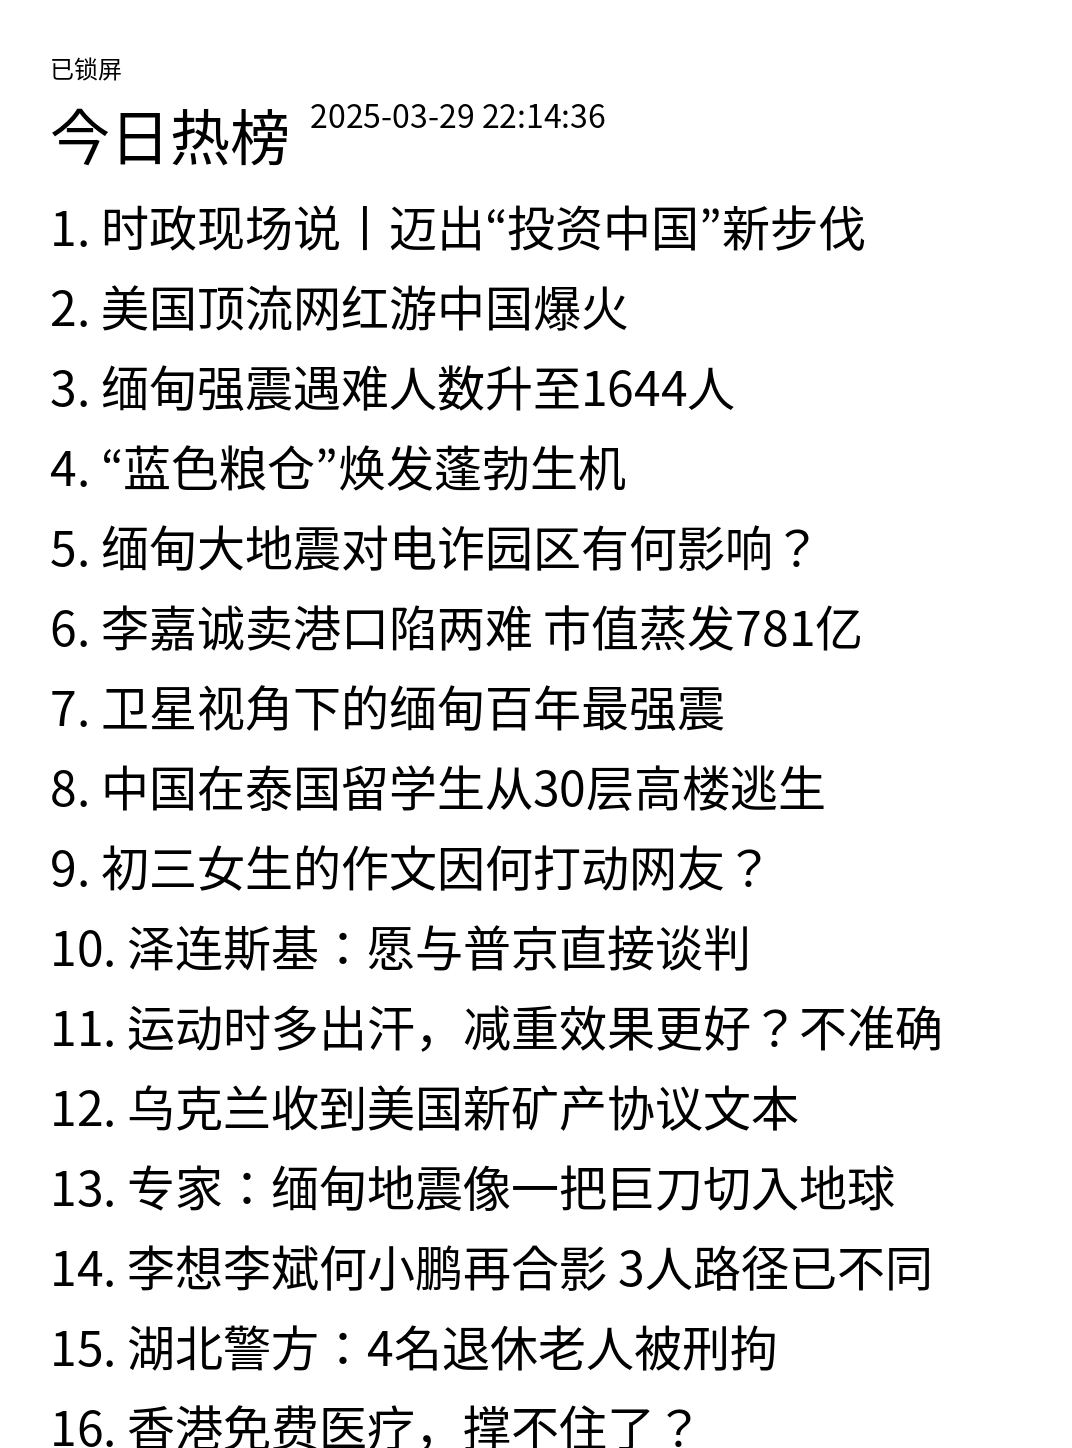 已锁屏
今日热榜 2025-03-29 22:14:36
1. 时政现场说丨迈出“投资中国”新步伐
2. 美国顶流网红游中国爆火
3. 缅甸强震遇难人数升至1644人
4. “蓝色粮仓”焕发蓬勃生机
5. 缅甸大地震对电诈园区有何影响？
6. 李嘉诚卖港口陷两难 市值蒸发781亿
7. 卫星视角下的缅甸百年最强震
8. 中国在泰国留学生从30层高楼逃生
9. 初三女生的作文因何打动网友？
10. 泽连斯基：愿与普京直接谈判
11. 运动时多出汗，减重效果更好？不准确
12. 乌克兰收到美国新矿产协议文本
13. 专家：缅甸地震像一把巨刀切入地球
14. 李想李斌何小鹏再合影 3人路径已不同
15. 湖北警方：4名退休老人被刑拘
16. 香港免费医疗，撑不住了？